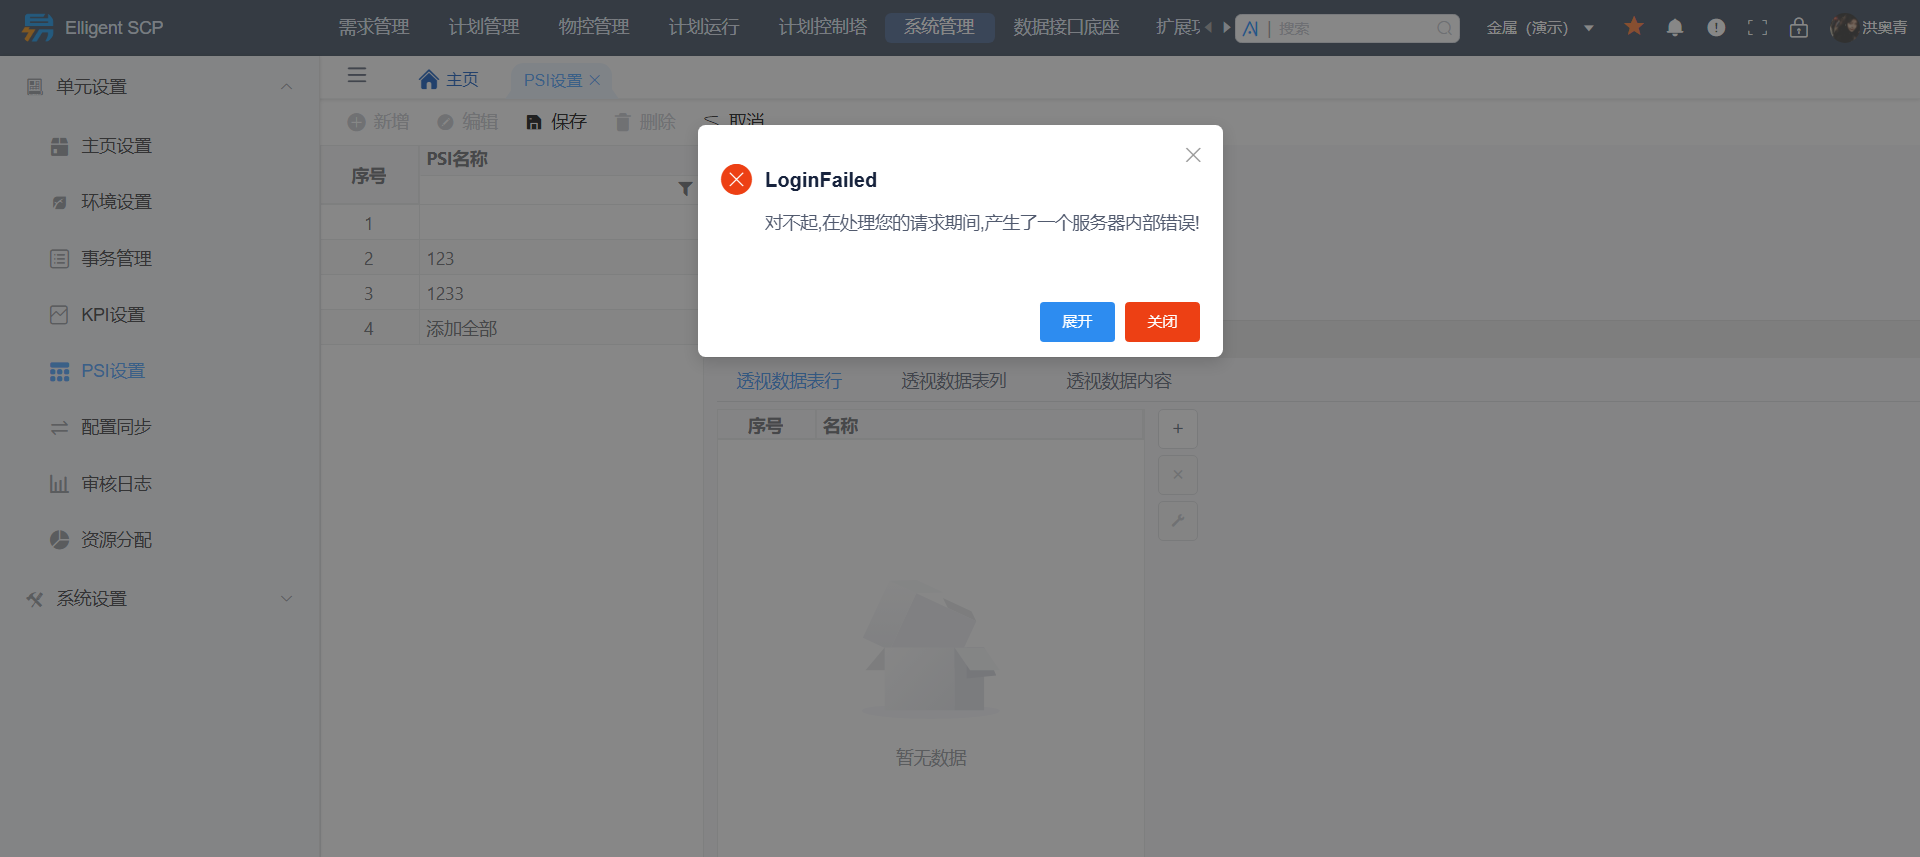 Elligent SCP
需求管理
计划管理
物控管理
计划运行
计划控制塔
系统管理
数据接口底座
扩展
AI
搜索
金属（演示）
洪奥青
单元设置
主页设置
环境设置
事务管理
KPI设置
PSI设置
配置同步
审核日志
资源分配
系统设置
主页
PSI设置
新增
编辑
保存
删除
取消
序号
PSI名称
1
2
123
3
1233
4
添加全部
LoginFailed
对不起,在处理您的请求期间,产生了一个服务器内部错误!
展开
关闭
透视数据表行
透视数据表列
透视数据内容
序号
名称
暂无数据